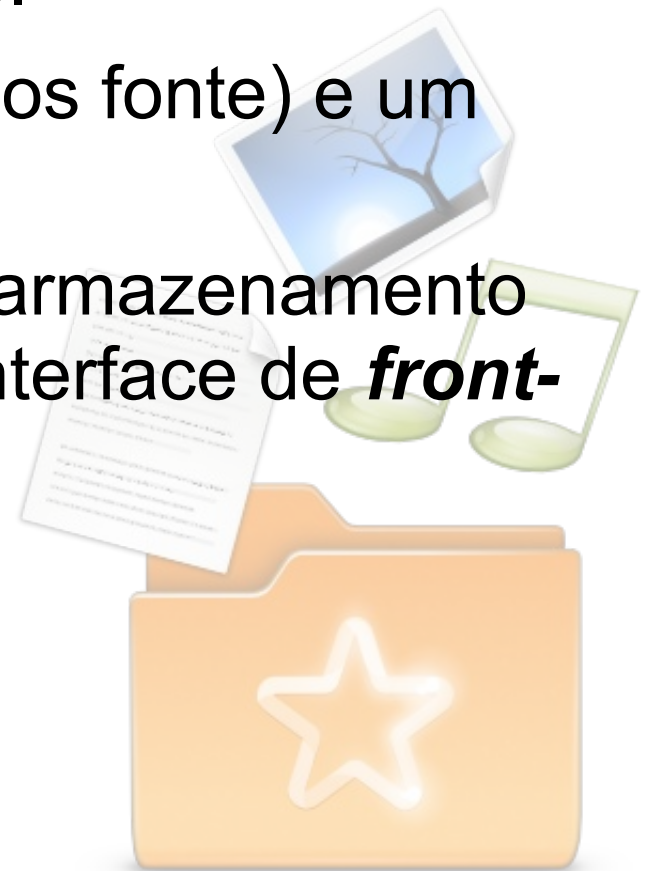 os fonte) e um
armazenamento
nterface de front-